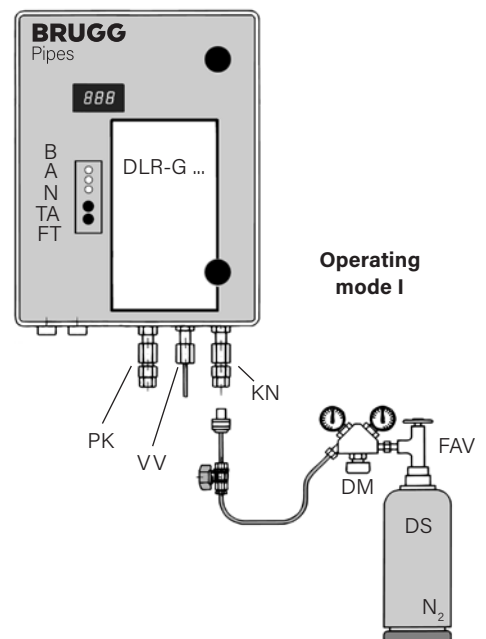 BRUGG
Pipes
888
B
A
N
TA
FT
DLR-G ...
Operating
mode I
PK
VV
KN
DM
FAV
DS
N₂